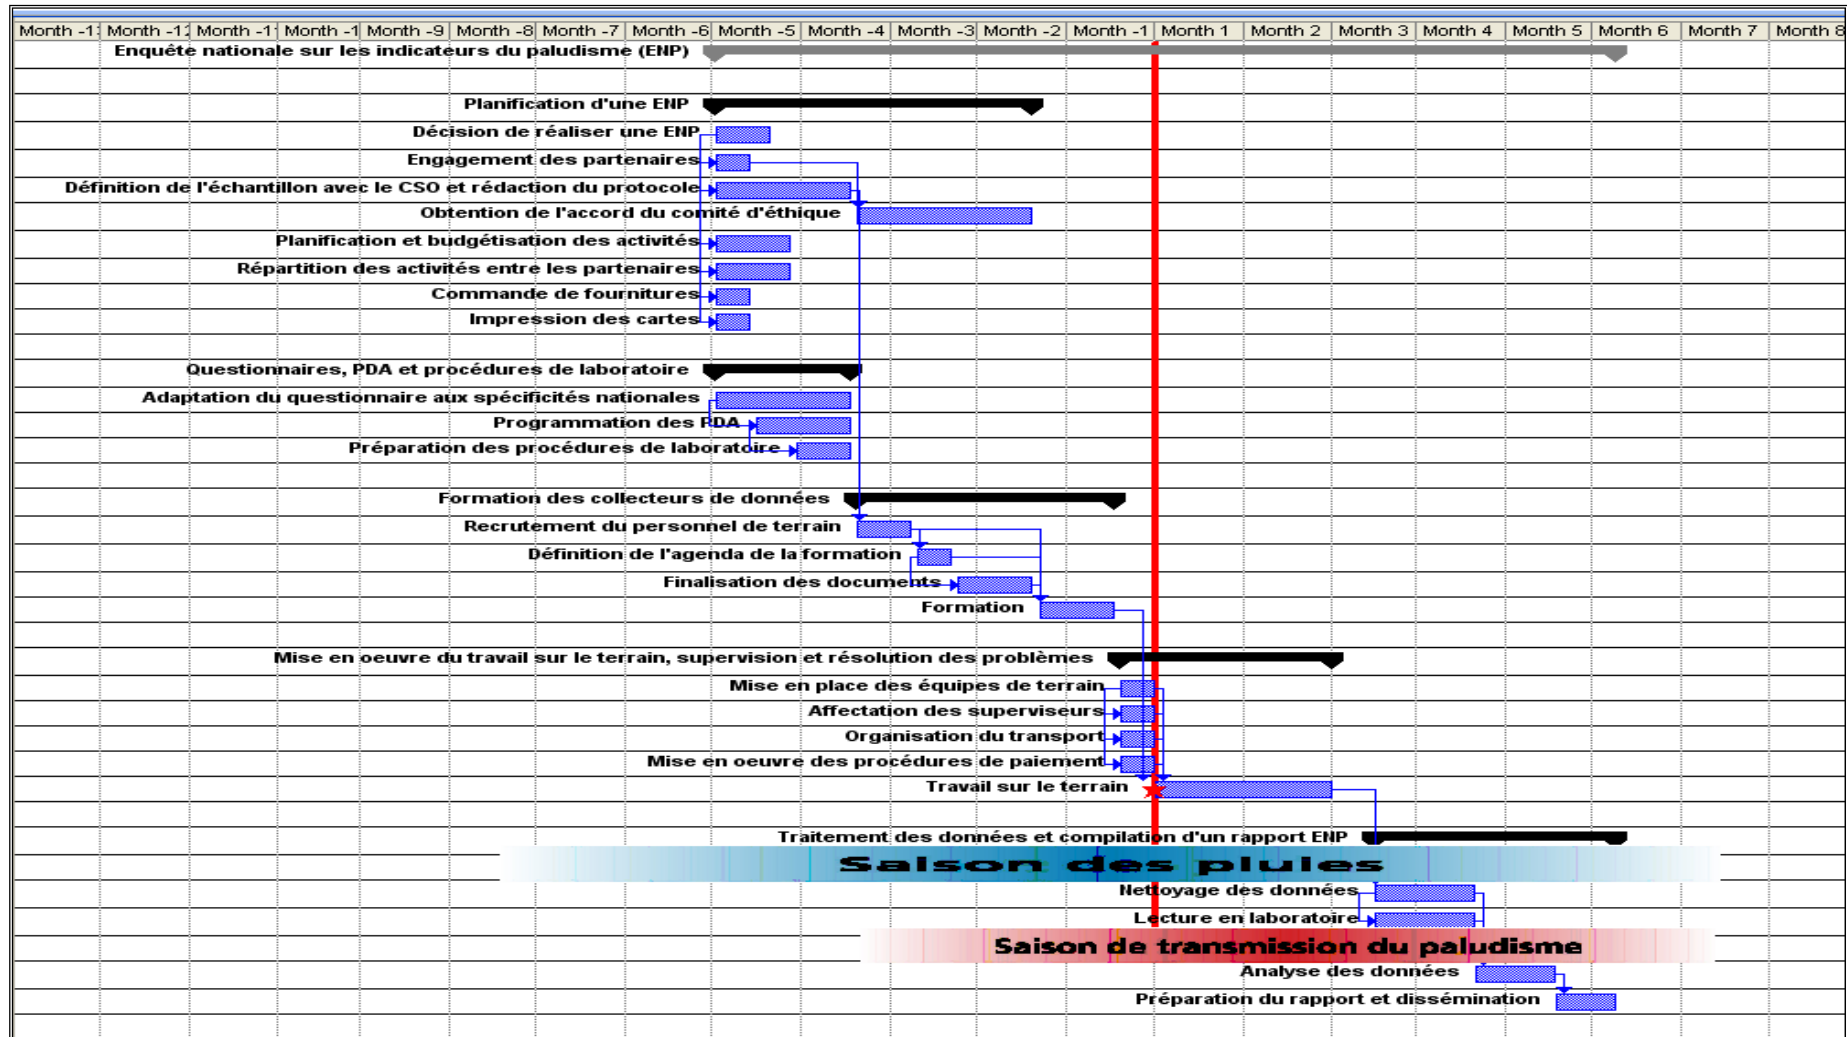 Month -1 Month -12 Month -1 Month -1 Month -9 Month -8 Month -7 Month -6 Month -5 Month -4 Month -3 Month -2 Month -1 Month 1 Month 2 Month 3 Month 4 Month 5 Month 6 Month 7 Month 8
Enquête nationale sur les indicateurs du paludisme (ENP)
Planification d'une ENP
Décision de réaliser une ENP
Engagement des partenaires
Définition de l'échantillon avec le CSO et rédaction du protocole
Obtention de l'accord du comité d'éthique
Planification et budgétisation des activités
Répartition des activités entre les partenaires
Commande de fournitures
Impression des cartes
Questionnaires, PDA et procédures de laboratoire
Adaptation du questionnaire aux spécificités nationales
Programmation des PDA
Préparation des procédures de laboratoire
Formation des collecteurs de données
Recrutement du personnel de terrain
Définition de l'agenda de la formation
Finalisation des documents
Formation
Mise en oeuvre du travail sur le terrain, supervision et résolution des problèmes
Mise en place des équipes de terrain
Affectation des superviseurs
Organisation du transport
Mise en oeuvre des procédures de paiement
Travail sur le terrain
Traitement des données et compilation d'un rapport ENP
Saison des pluies
Nettoyage des données
Lecture en laboratoire
Saison de transmission du paludisme
Analyse des données
Préparation du rapport et dissémination